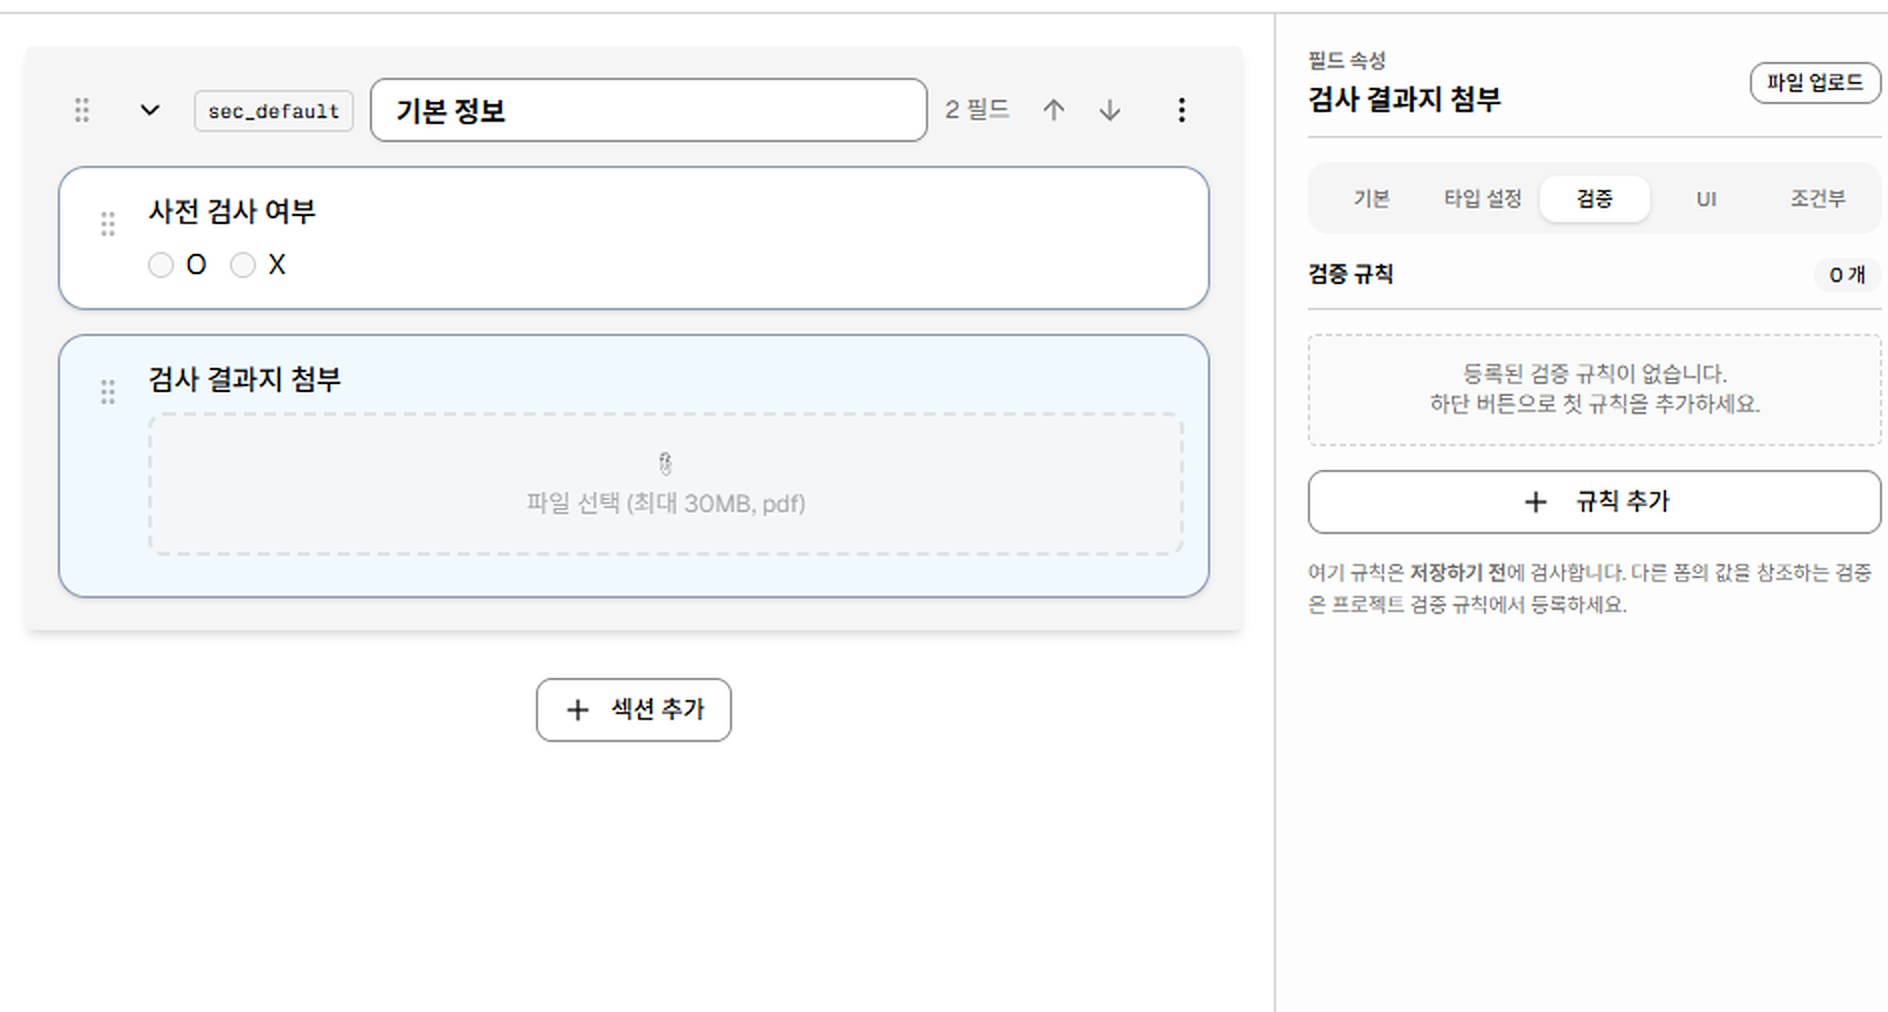 sec_default
기본 정보
2 필드
사전 검사 여부
O X
검사 결과지 첨부
파일 선택 (최대 30MB, pdf)
섹션 추가
필드 속성
검사 결과지 첨부
파일 업로드
기본 타입 설정 검증 UI 조건부
검증 규칙
0 개
등록된 검증 규칙이 없습니다.
하단 버튼으로 첫 규칙을 추가하세요.
규칙 추가
여기 규칙은 저장하기 전에 검사합니다. 다른 폼의 값을 참조하는 검증
은 프로젝트 검증 규칙에서 등록하세요.